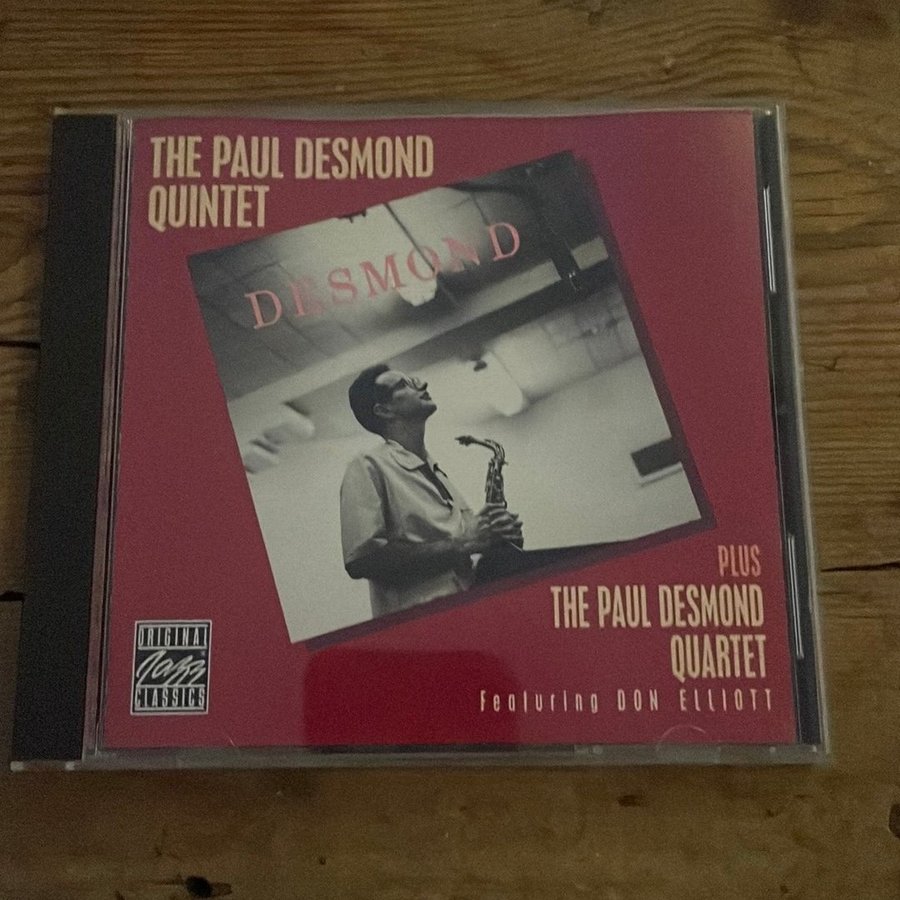 THE PAUL DESMOND
QUINTET
DESMOND
PLUS
THE PAUL DESMOND
QUARTET
Featuring DON ELLIOTT
ORIGINAL
Jazz
CLASSICS